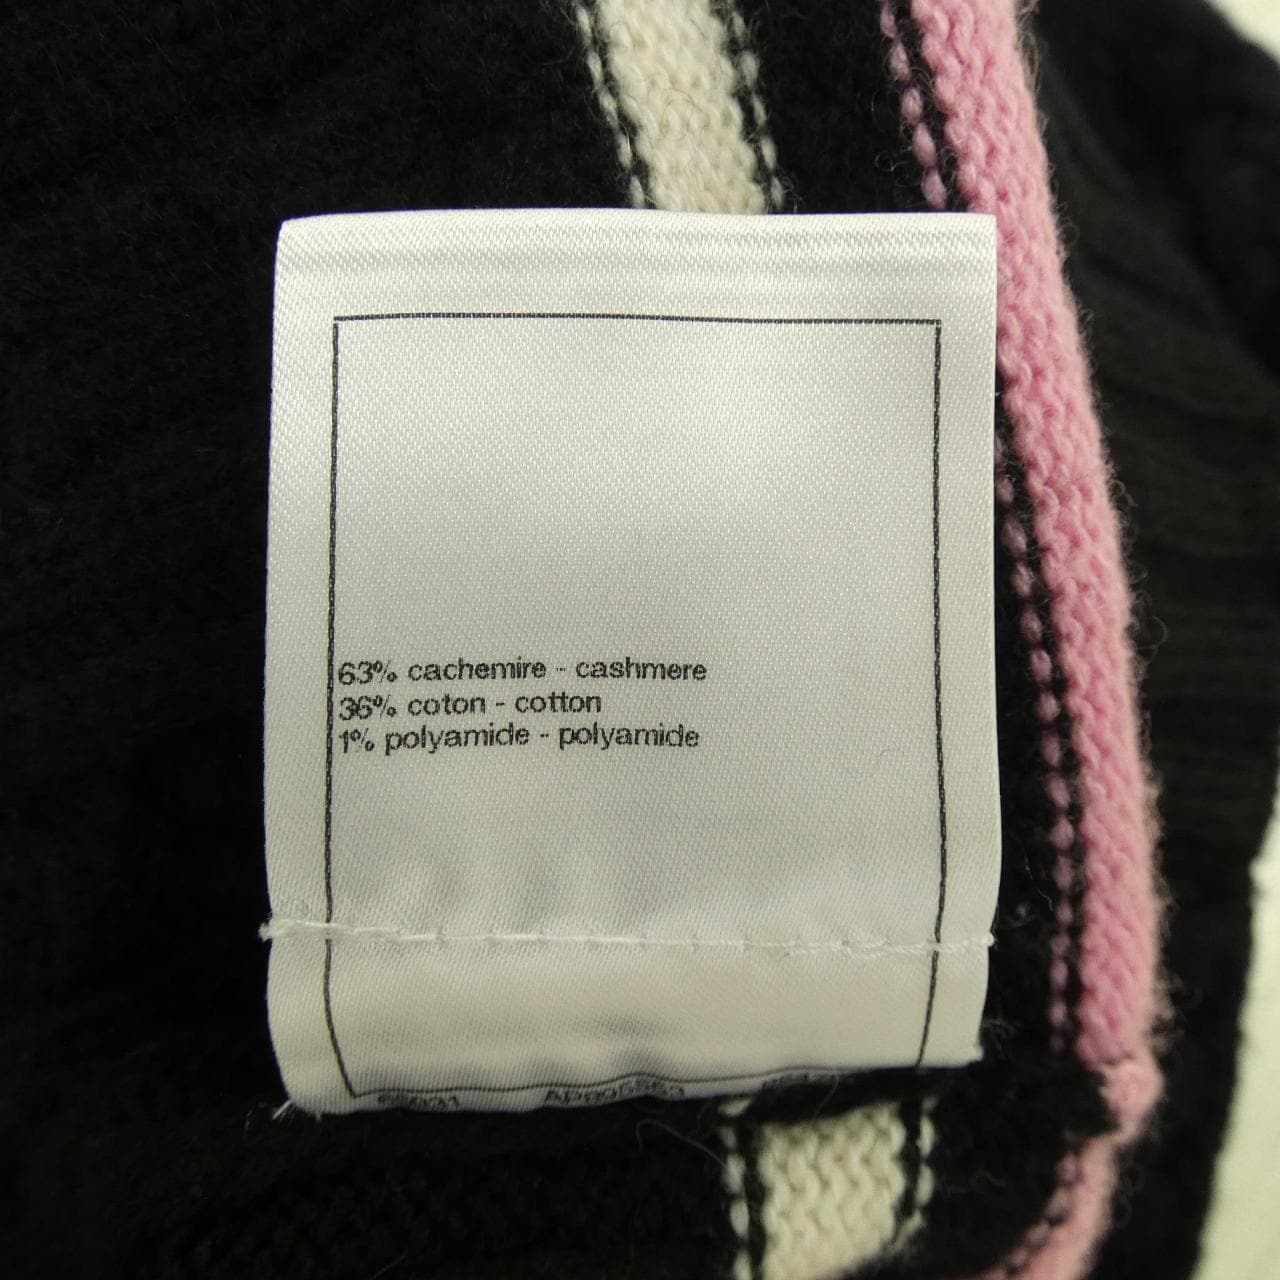 63% cachemire - cashmere
36% coton - cotton
1% polyamide - polyamide